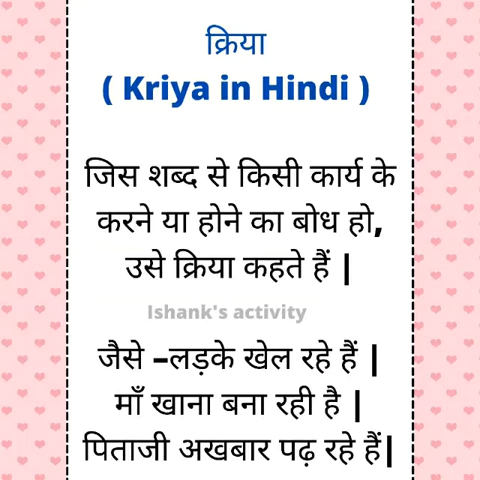 क्रिया
( Kriya in Hindi )
जिस शब्द से किसी कार्य के
करने या होने का बोध हो,
उसे क्रिया कहते हैं |
Ishank's activity
जैसे –लड़के खेल रहे हैं |
माँ खाना बना रही है |
पिताजी अखबार पढ़ रहे हैं|